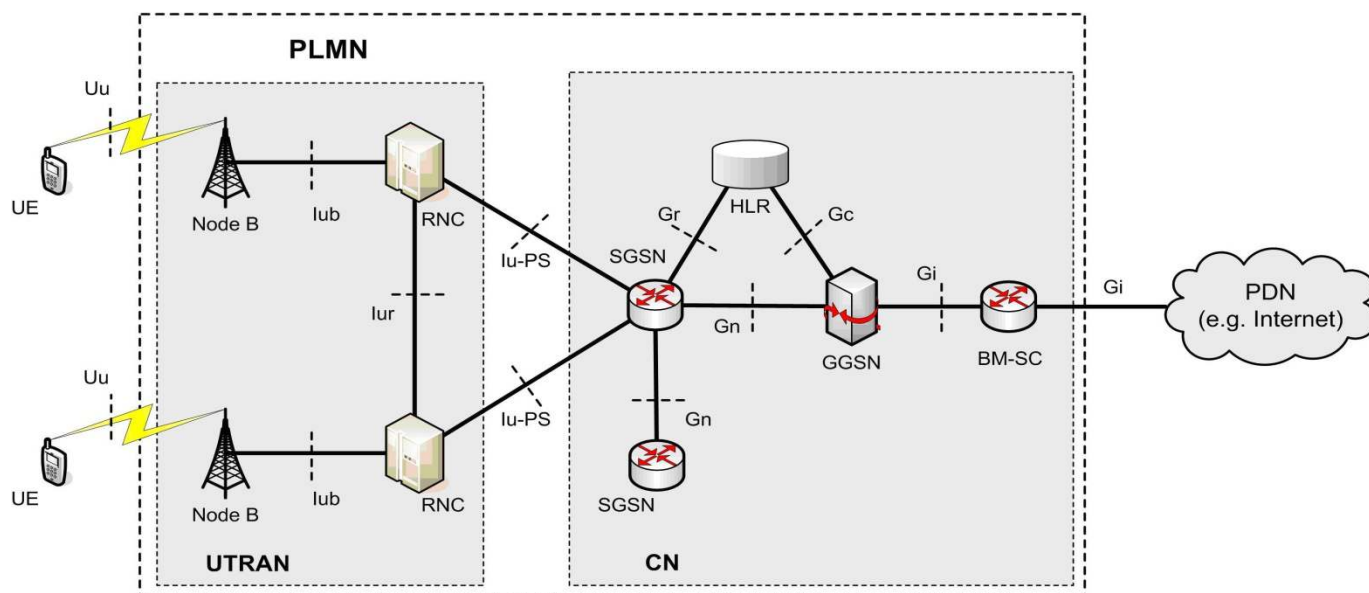 PLMN
Uu
UE
Node B
Iub
RNC
Iu-PS
Iur
Uu
UE
Node B
Iub
RNC
Iu-PS
UTRAN
HLR
Gr
Gc
SGSN
Gn
GGSN
Gi
BM-SC
Gi
PDN
(e.g. Internet)
Gn
SGSN
CN